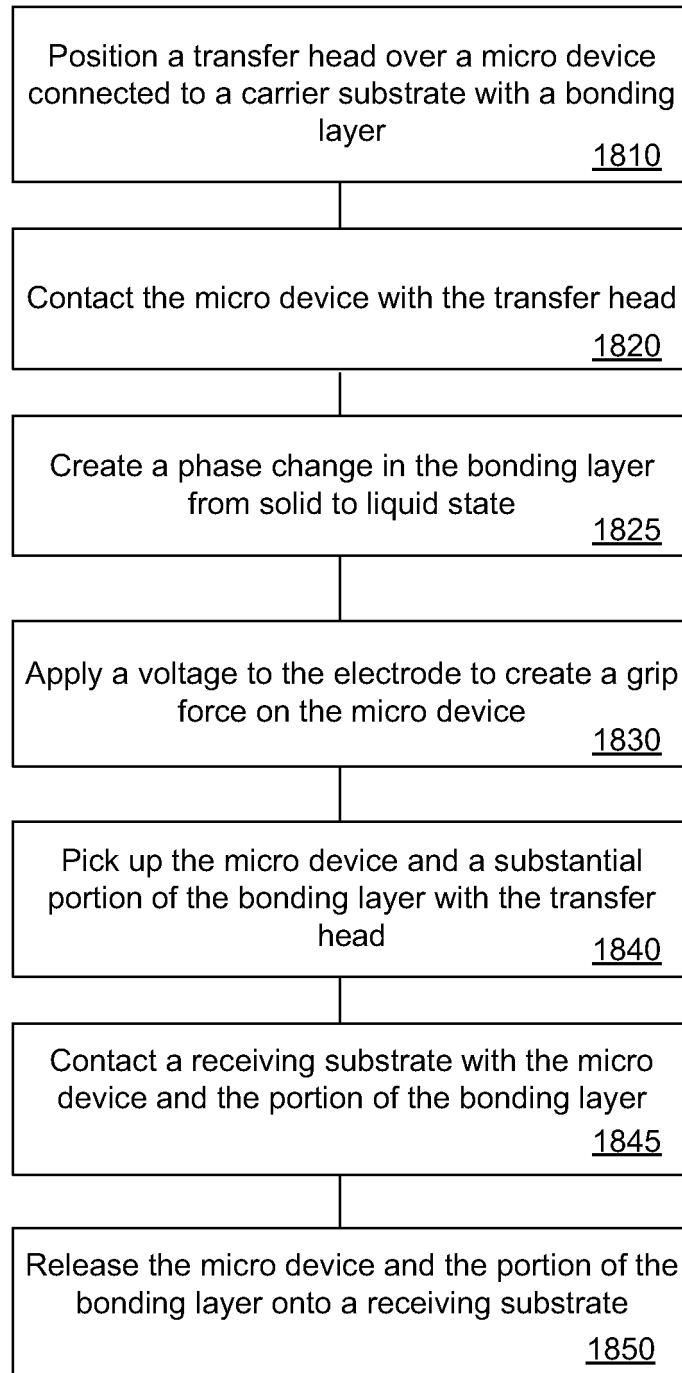 Position a transfer head over a micro device
connected to a carrier substrate with a bonding
layer
1810
Contact the micro device with the transfer head
1820
Create a phase change in the bonding layer
from solid to liquid state
1825
Apply a voltage to the electrode to create a grip
force on the micro device
1830
Pick up the micro device and a substantial
portion of the bonding layer with the transfer
head
1840
Contact a receiving substrate with the micro
device and the portion of the bonding layer
1845
Release the micro device and the portion of the
bonding layer onto a receiving substrate
1850